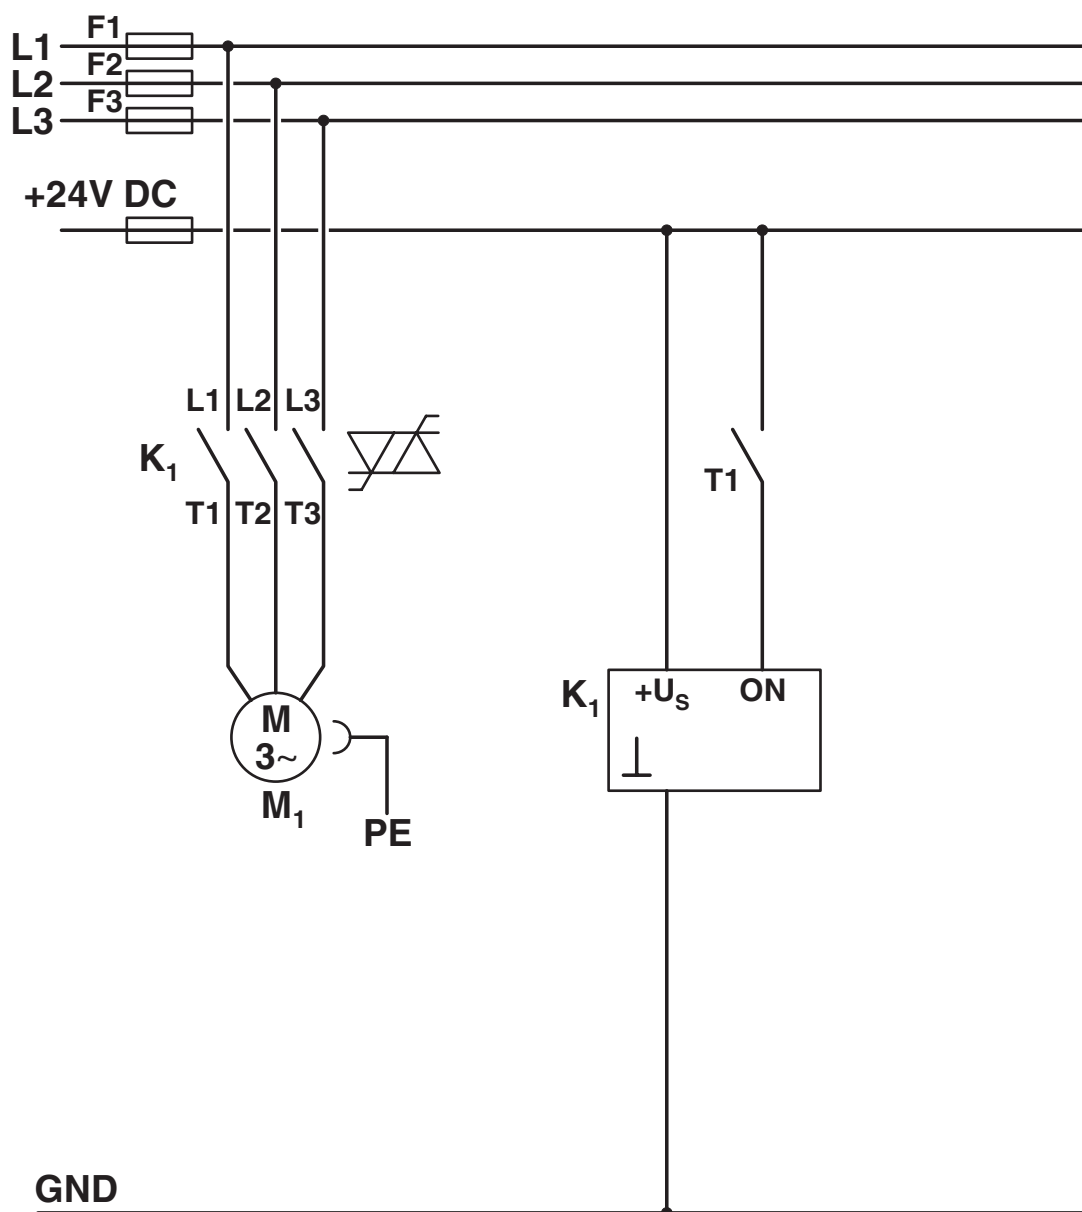 F1
L1
F2
L2
F3
L3
+24V DC
L1 L2 L3
K₁
T1
T1 T2 T3
K₁
+Uₛ ON
M
3~
M₁
PE
GND